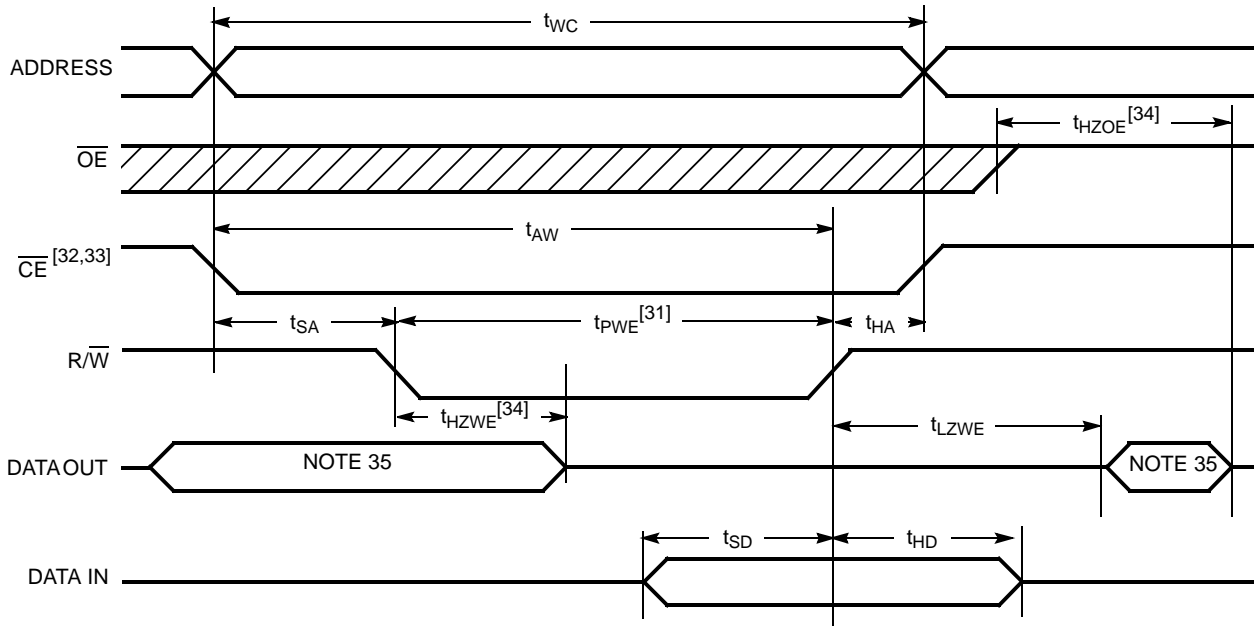 tWC
ADDRESS
tHZOE[34]
OE
tAW
CE[32,33]
tSA
tPWE[31]
tHA
R/W
tHZWE[34]
tLZWE
DATA OUT
NOTE 35
NOTE 35
tSD
tHD
DATA IN